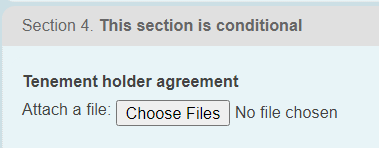 Section 4. This section is conditional
Tenement holder agreement
Attach a file: Choose Files No file chosen